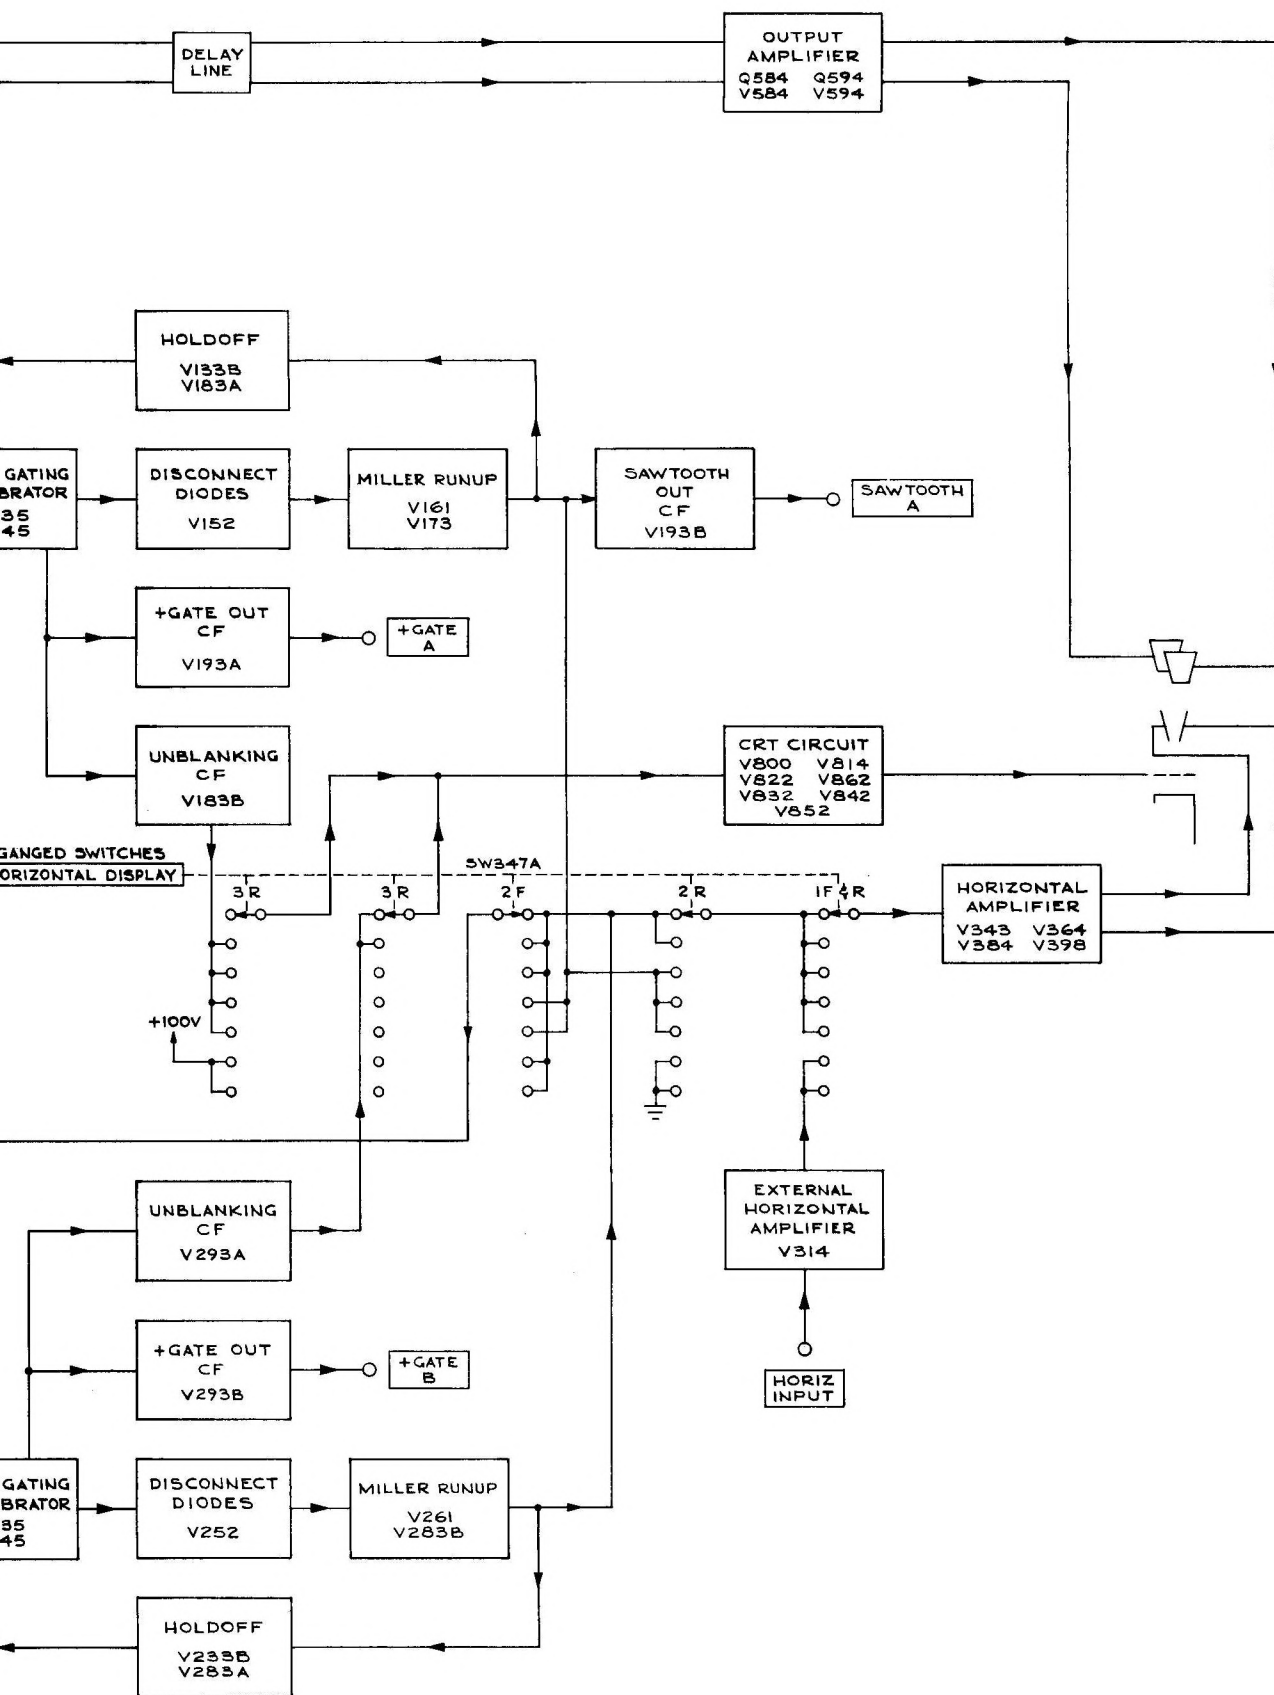 DELAY
LINE
OUTPUT
AMPLIFIER
Q584 Q594
V584 V594
HOLDOFF
V133B
V183A
GATING
BRATOR
35
45
DISCONNECT
DIODES
V152
MILLER RUNUP
V161
V173
SAWTOOTH
OUT
CF
V193B
SAWTOOTH
A
+GATE OUT
CF
V193A
+GATE
A
UNBLANKING
CF
V183B
CRT CIRCUIT
V800 V814
V822 V862
V832 V842
V852
GANGED SWITCHES
ORIZONTAL DISPLAY
SW347A
3R
3R
2F
2R
1F&R
HORIZONTAL
AMPLIFIER
V343 V364
V384 V398
+100V
UNBLANKING
CF
V293A
EXTERNAL
HORIZONTAL
AMPLIFIER
V314
+GATE OUT
CF
V293B
+GATE
B
HORIZ
INPUT
GATING
BRATOR
35
45
DISCONNECT
DIODES
V252
MILLER RUNUP
V261
V283B
HOLDOFF
V233B
V283A